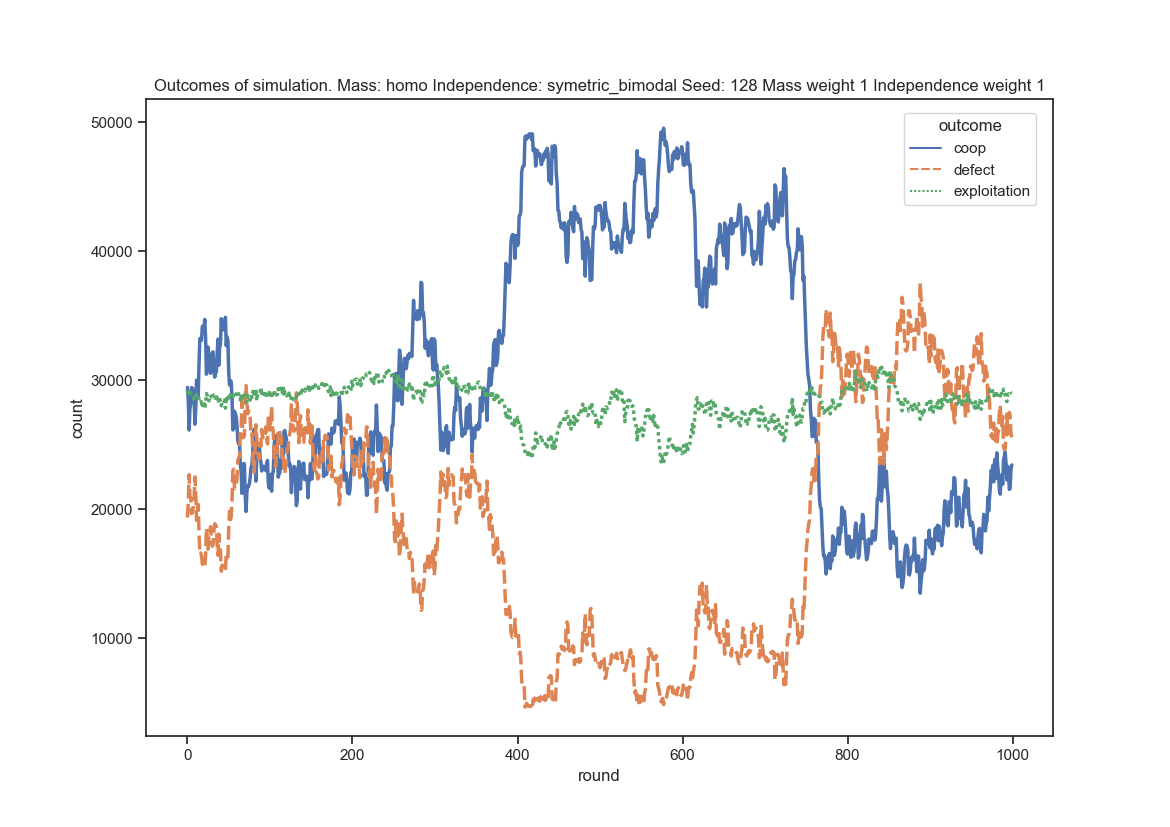 Outcomes of simulation. Mass: homo Independence: symetric_bimodal Seed: 128 Mass weight 1 Independence weight 1
outcome
coop
defect
exploitation
50000
40000
30000
20000
10000
count
0 200 400 600 800 1000
round